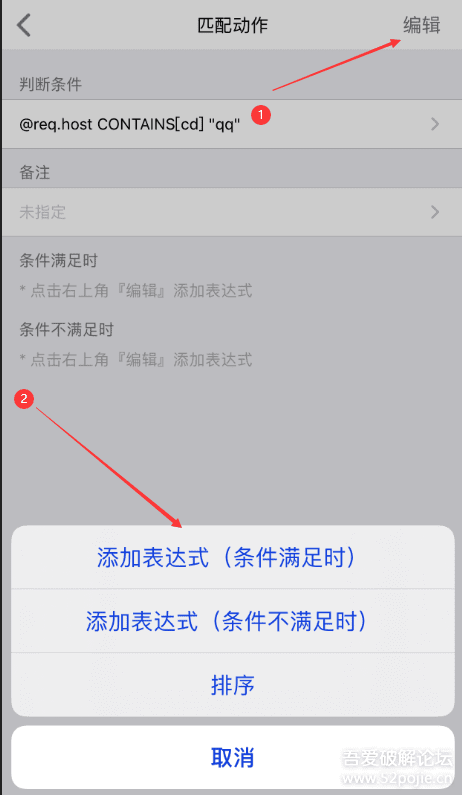 匹配动作
编辑
判断条件
@req.host CONTAINS[cd] "qq"
1
备注
未指定
条件满足时
* 点击右上角『编辑』添加表达式
条件不满足时
* 点击右上角『编辑』添加表达式
2
添加表达式（条件满足时）
添加表达式（条件不满足时）
排序
取消
吾爱破解论坛
www.52pojie.cn